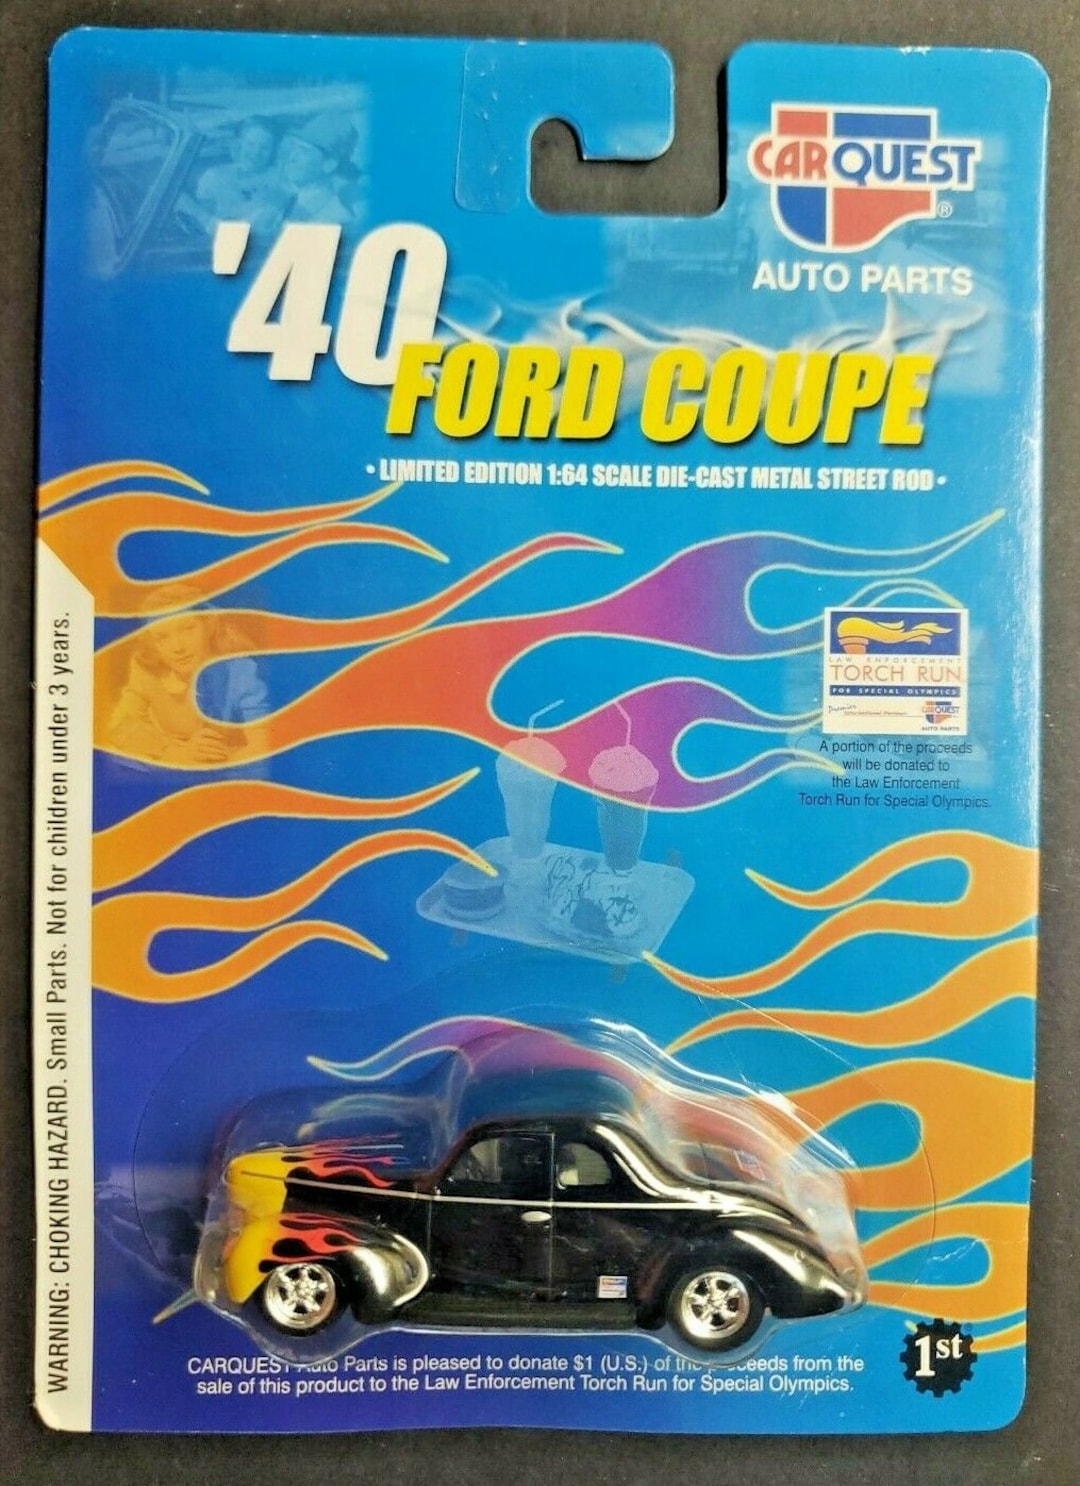 CARQUEST®
AUTO PARTS
'40
FORD COUPE
• LIMITED EDITION 1:64 SCALE DIE-CAST METAL STREET ROD •
WARNING: CHOKING HAZARD. Small Parts. Not for children under 3 years.
LAW ENFORCEMENT
TORCH RUN
FOR SPECIAL OLYMPICS
Premier
CARQUEST
AUTO PARTS
A portion of the proceeds
will be donated to
the Law Enforcement
Torch Run for Special Olympics.
CARQUEST Auto Parts is pleased to donate $1 (U.S.) of the proceeds from the
sale of this product to the Law Enforcement Torch Run for Special Olympics.
1st